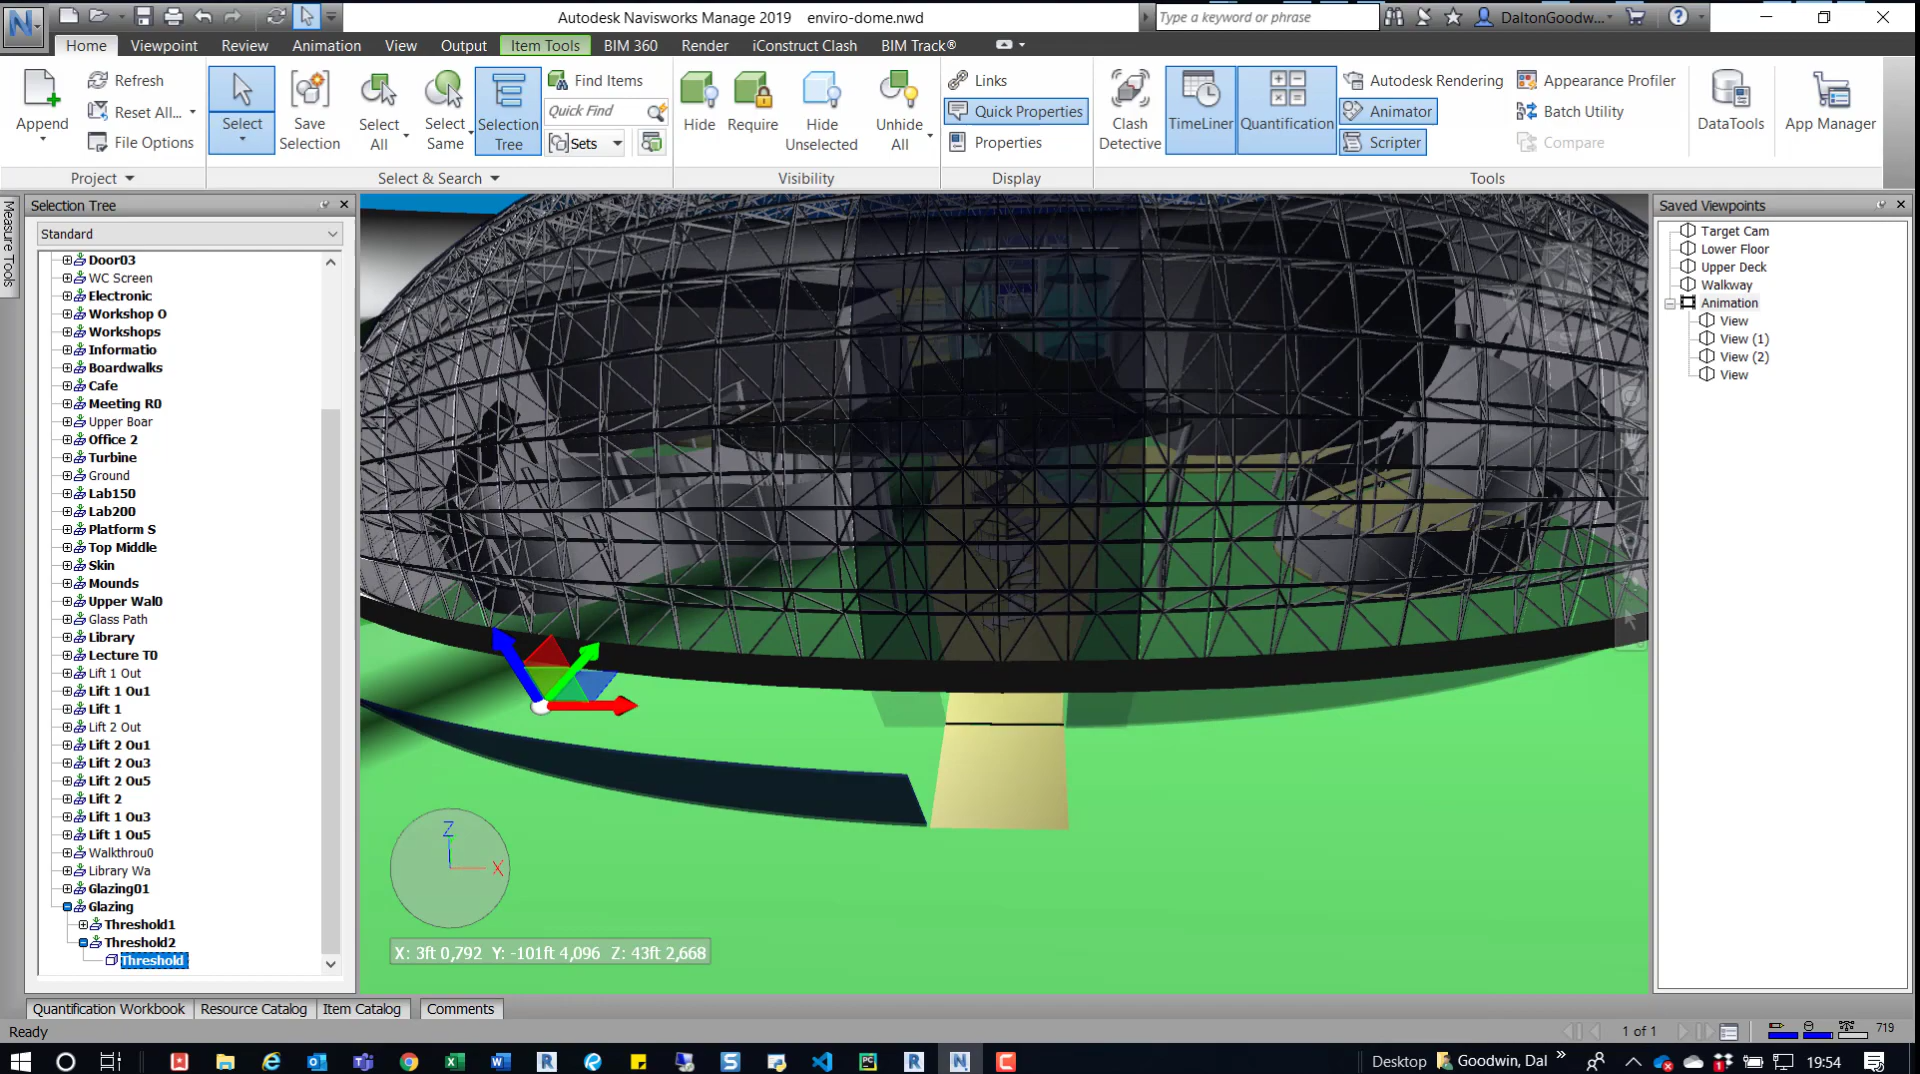 Autodesk Navisworks Manage 2019 enviro-dome.nwd
Type a keyword or phrase
DaltonGoodw...
Home Viewpoint Review Animation View Output Item Tools BIM 360 Render iConstruct Clash BIM Track®
Append
Refresh
Reset All...
File Options
Project
Select
Save Selection
Select All
Select Same
Selection Tree
Find Items
Quick Find
Sets
Select & Search
Hide
Require
Hide Unselected
Unhide All
Visibility
Links
Quick Properties
Properties
Display
Clash Detective
TimeLiner
Quantification
Autodesk Rendering
Animator
Scripter
Appearance Profiler
Batch Utility
Compare
DataTools
App Manager
Tools
Measure Tools
Selection Tree
Standard
Door03
WC Screen
Electronic
Workshop O
Workshops
Informatio
Boardwalks
Cafe
Meeting R0
Upper Boar
Office 2
Turbine
Ground
Lab150
Lab200
Platform S
Top Middle
Skin
Mounds
Upper Wal0
Glass Path
Library
Lecture T0
Lift 1 Out
Lift 1 Ou1
Lift 1
Lift 2 Out
Lift 2 Ou1
Lift 2 Ou3
Lift 2 Ou5
Lift 2
Lift 1 Ou3
Lift 1 Ou5
Walkthrou0
Library Wa
Glazing01
Glazing
Threshold1
Threshold2
Threshold
Z
X
X: 3ft 0,792 Y: -101ft 4,096 Z: 43ft 2,668
Saved Viewpoints
Target Cam
Lower Floor
Upper Deck
Walkway
Animation
View
View (1)
View (2)
View
Quantification Workbook Resource Catalog Item Catalog Comments
Ready
1 of 1
719
Desktop
Goodwin, Dal
19:54